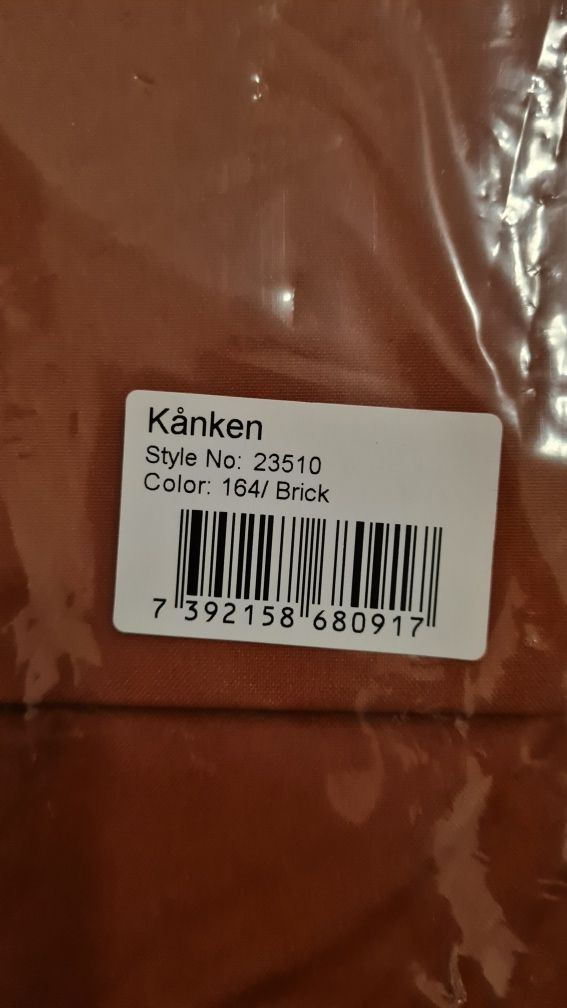 Kånken
Style No: 23510
Color: 164/ Brick
7 392158 680917